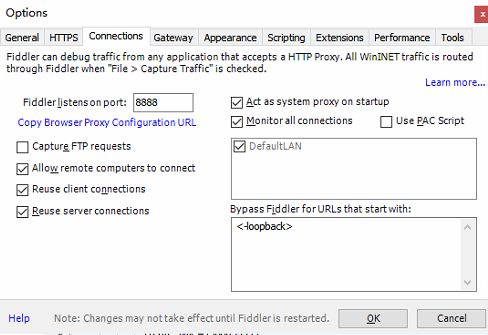 Options
General HTTPS Connections Gateway Appearance Scripting Extensions Performance Tools
Fiddler can debug traffic from any application that accepts a HTTP Proxy. All WinINET traffic is routed
through Fiddler when "File > Capture Traffic" is checked.
Learn more...
Fiddler listens on port: 8888
Copy Browser Proxy Configuration URL
Capture FTP requests
Allow remote computers to connect
Reuse client connections
Reuse server connections
Act as system proxy on startup
Monitor all connections Use PAC Script
DefaultLAN
Bypass Fiddler for URLs that start with:
<-loopback>
Help Note: Changes may not take effect until Fiddler is restarted. OK Cancel